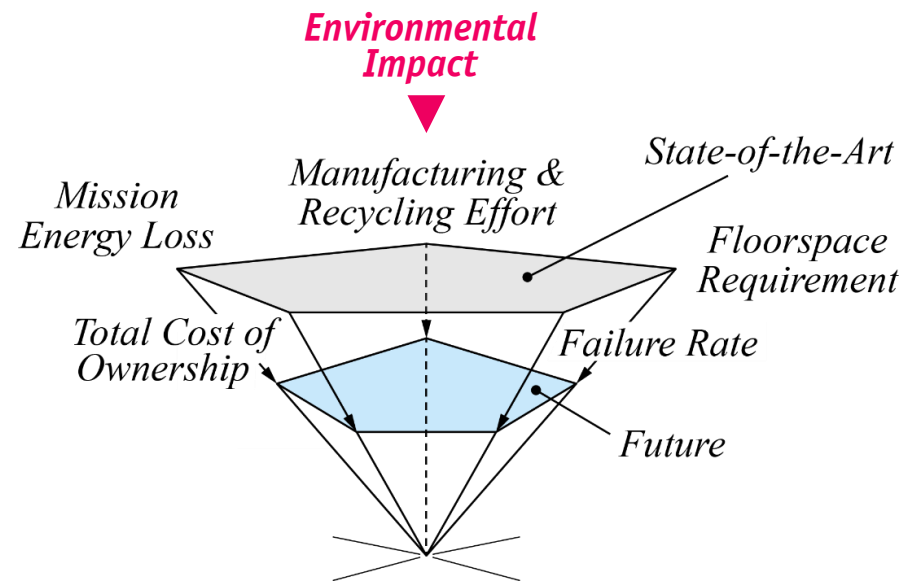 Environmental
Impact
Manufacturing &
Recycling Effort
State-of-the-Art
Mission
Energy Loss
Floorspace
Requirement
Total Cost of
Ownership
Failure Rate
Future